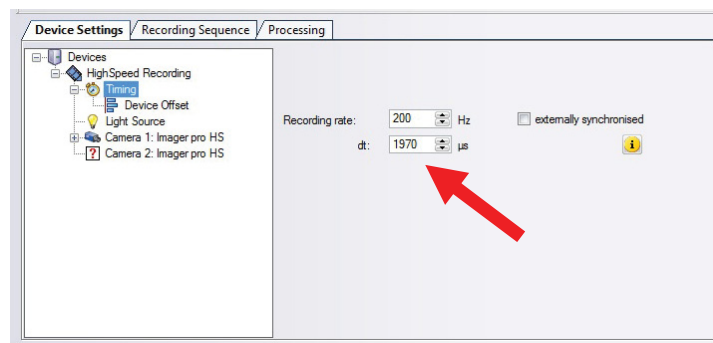 Device Settings Recording Sequence Processing
Devices
HighSpeed Recording
Timing
Device Offset
Light Source
Camera 1: Imager pro HS
? Camera 2: Imager pro HS
Recording rate: 200 Hz externally synchronised
dt: 1970 µs i